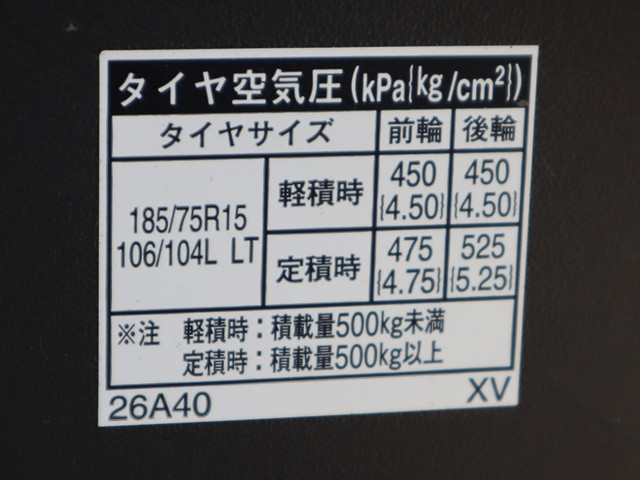 タイヤ空気圧(kPa{kg/cm²})
タイヤサイズ 前輪 後輪
185/75R15 106/104L LT 軽積時 450 {4.50} 450 {4.50}
定積時 475 {4.75} 525 {5.25}
※注 軽積時：積載量500kg未満
定積時：積載量500kg以上
26A40 XV